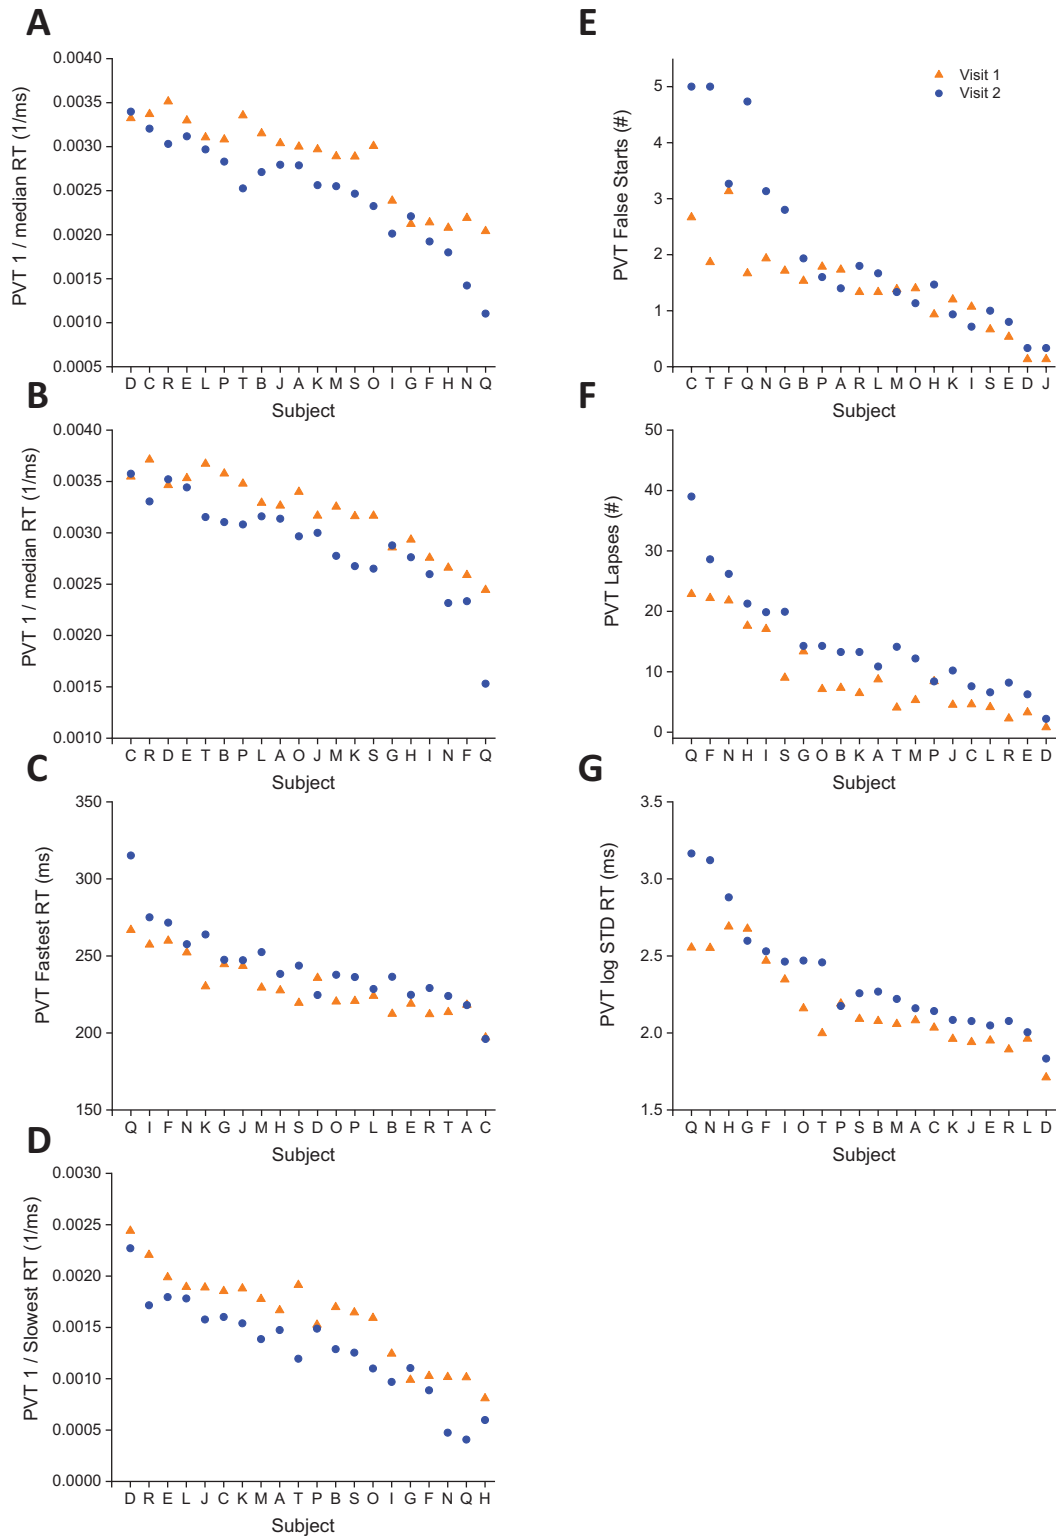 A
0.0040
0.0035
0.0030
0.0025
0.0020
0.0015
0.0010
0.0005
PVT 1 / median RT (1/ms)
D C R E L P T B J A K M S O I G F H N Q
Subject
B
0.0040
0.0035
0.0030
0.0025
0.0020
0.0015
0.0010
PVT 1 / median RT (1/ms)
C R D E T B P L A O J M K S G H I N F Q
Subject
C
350
300
250
200
150
PVT Fastest RT (ms)
Q I F N K G J M H S D O P L B E R T A C
Subject
D
0.0030
0.0025
0.0020
0.0015
0.0010
0.0005
0.0000
PVT 1 / Slowest RT (1/ms)
D R E L J C K M A T P B S O I G F N Q H
Subject
E
Visit 1
Visit 2
5
4
3
2
1
0
PVT False Starts (#)
C T F Q N G B P A R L M O H K I S E D J
Subject
F
50
40
30
20
10
0
PVT Lapses (#)
Q F N H I S G O B K A T M P J C L R E D
Subject
G
3.5
3.0
2.5
2.0
1.5
PVT log STD RT (ms)
Q N H G F I O T P S B M A C K J E R L D
Subject